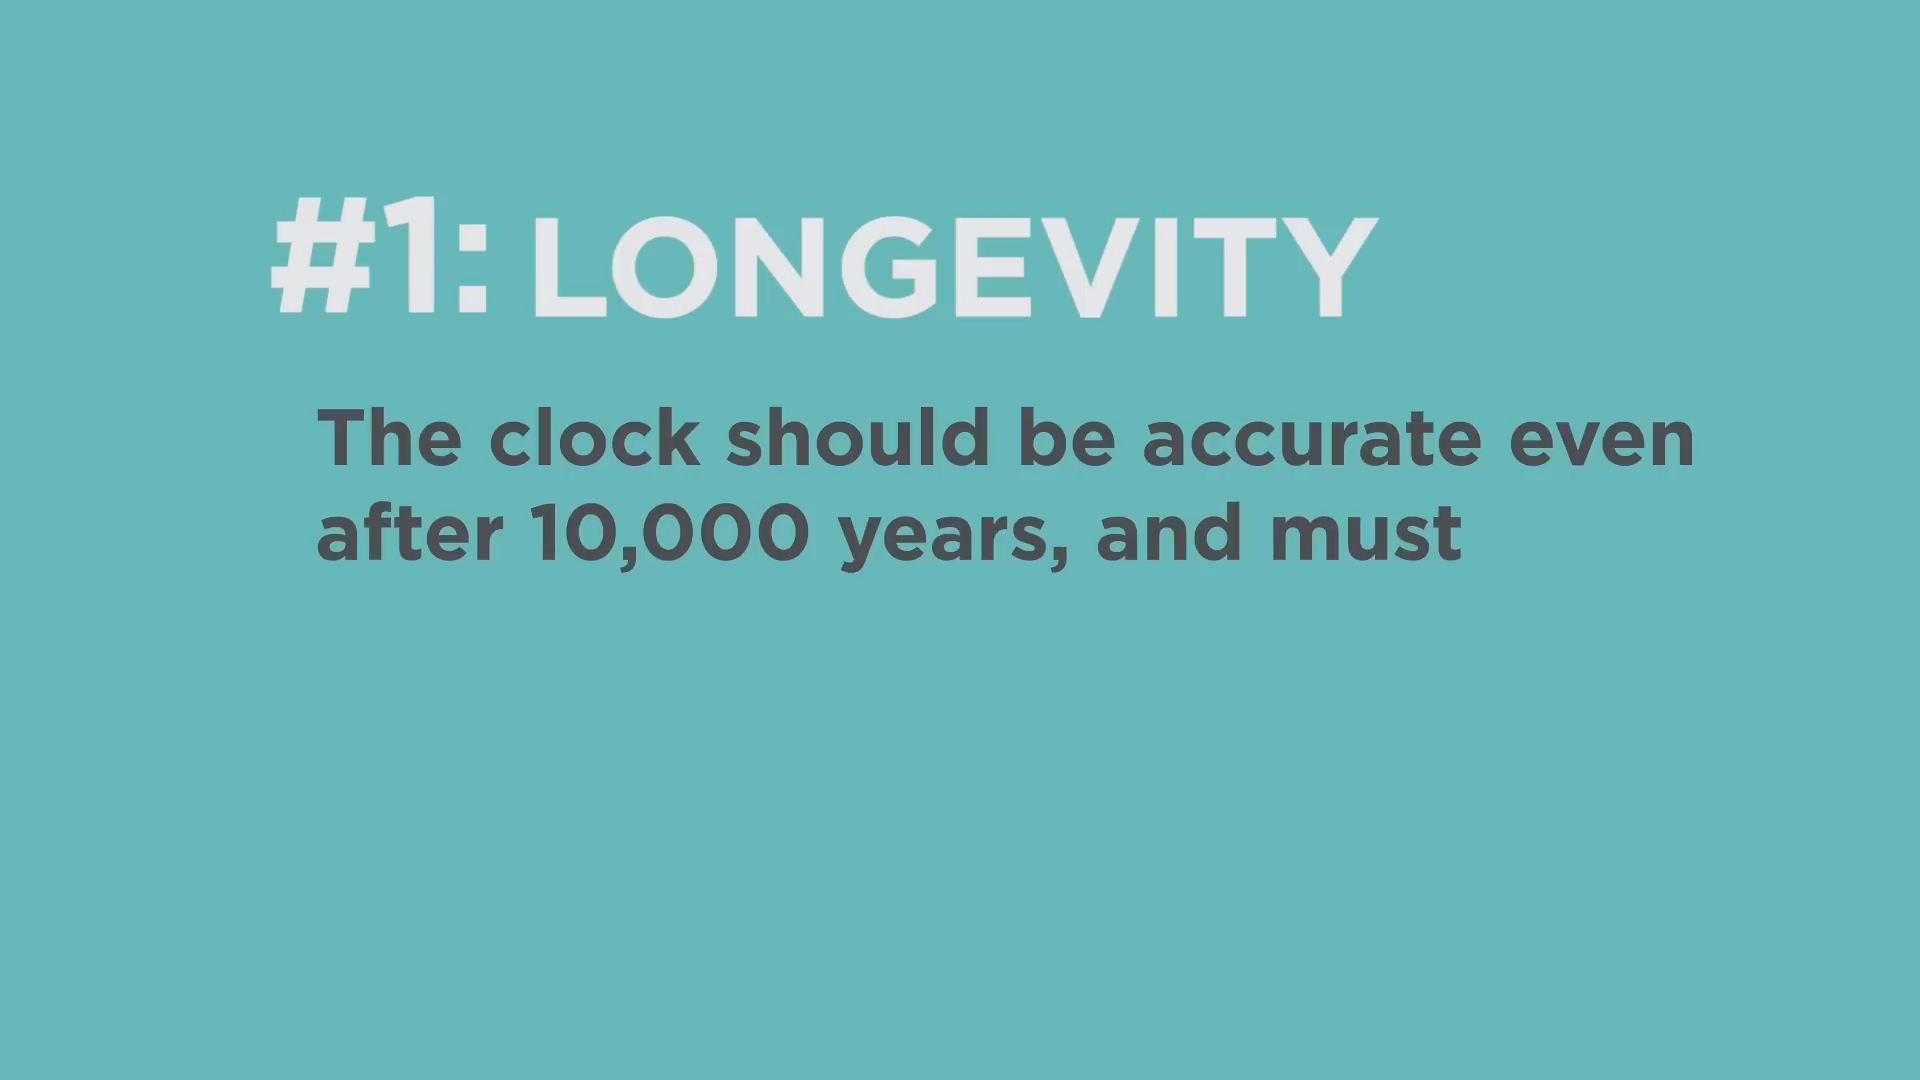 #1: LONGEVITY
The clock should be accurate even
after 10,000 years, and must